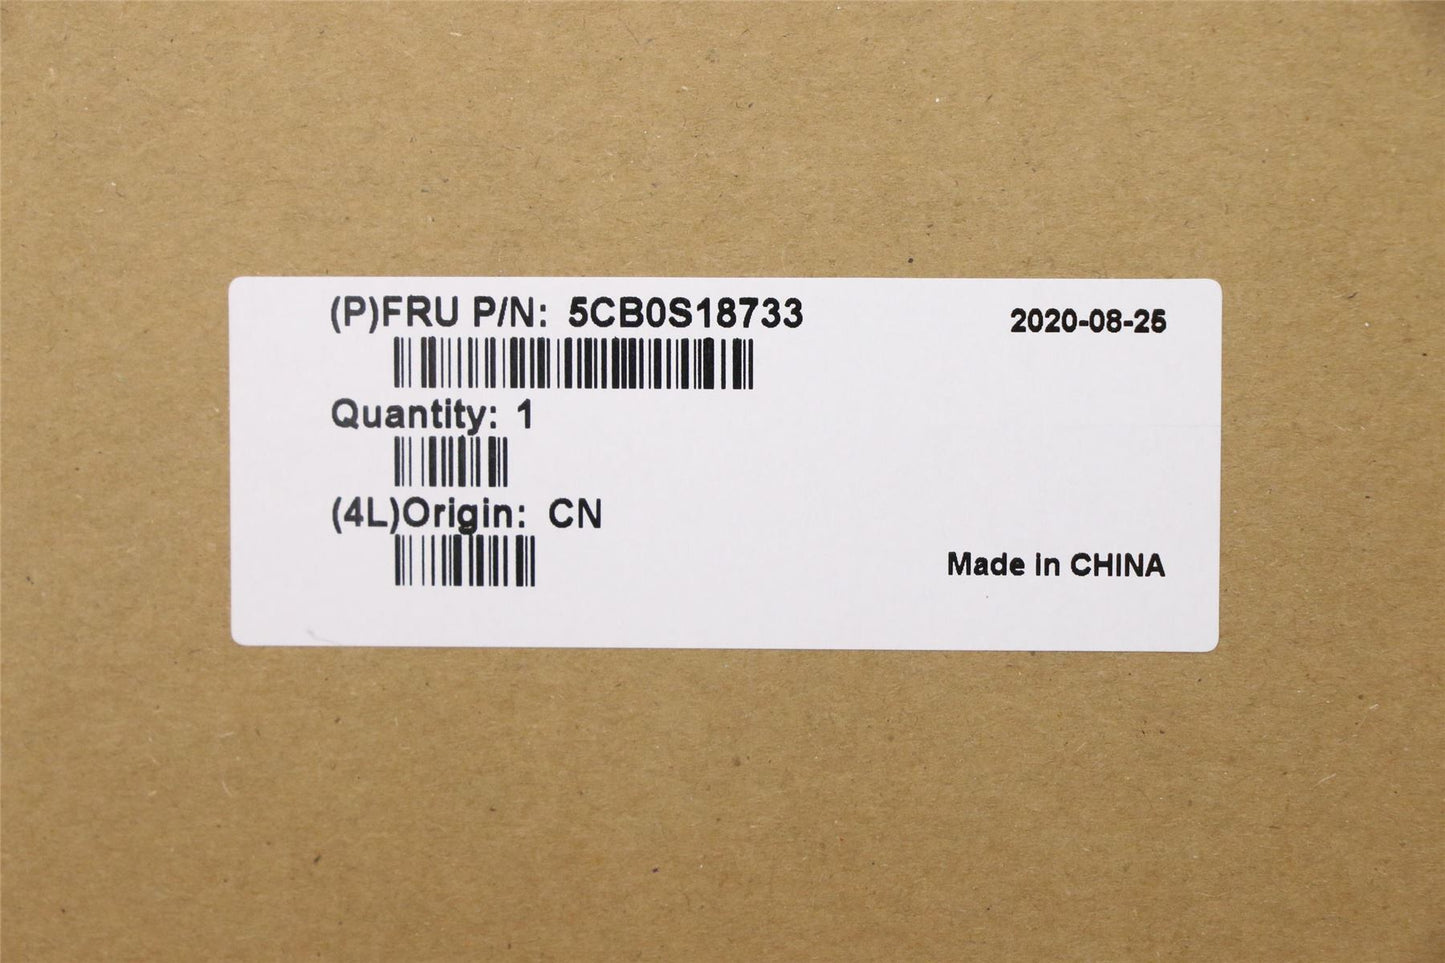 (P)FRU P/N: 5CB0S18733
2020-08-25
Quantity: 1
(4L)Origin: CN
Made in CHINA